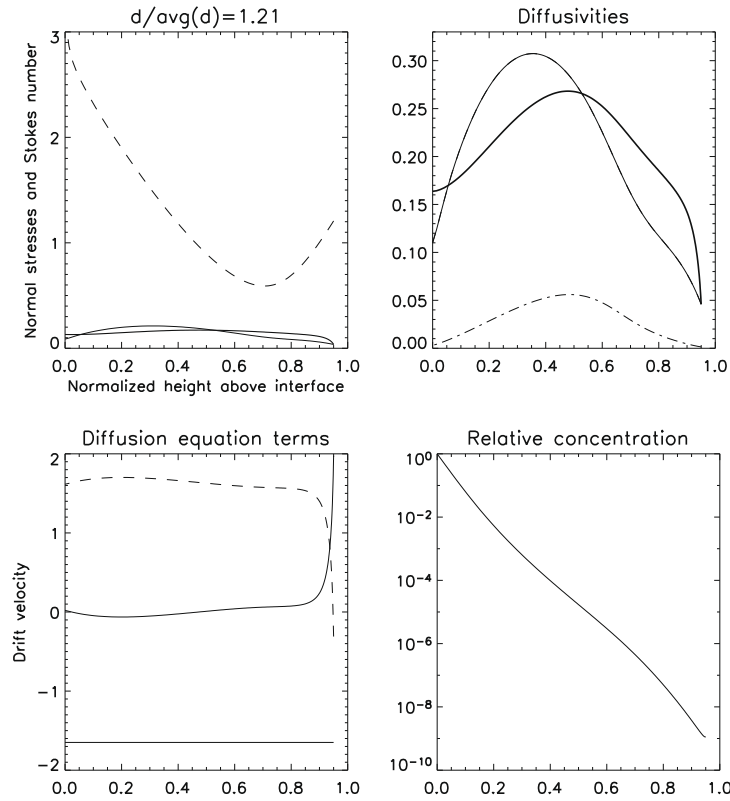 d/avg(d)=1.21
Normal stresses and Stokes number
3
2
1
0
0.0 0.2 0.4 0.6 0.8 1.0
Normalized height above interface
Diffusivities
0.30
0.25
0.20
0.15
0.10
0.05
0.00
0.0 0.2 0.4 0.6 0.8 1.0
Diffusion equation terms
Drift velocity
2
1
0
−1
−2
0.0 0.2 0.4 0.6 0.8 1.0
Relative concentration
10⁰
10⁻²
10⁻⁴
10⁻⁶
10⁻⁸
10⁻¹⁰
0.0 0.2 0.4 0.6 0.8 1.0